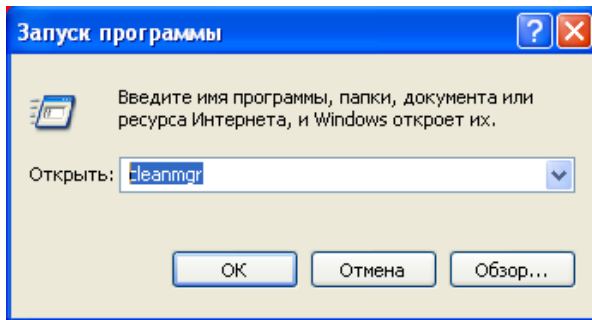 Запуск программы
Введите имя программы, папки, документа или
ресурса Интернета, и Windows откроет их.
Открыть: cleanmgr
ОК Отмена Обзор...